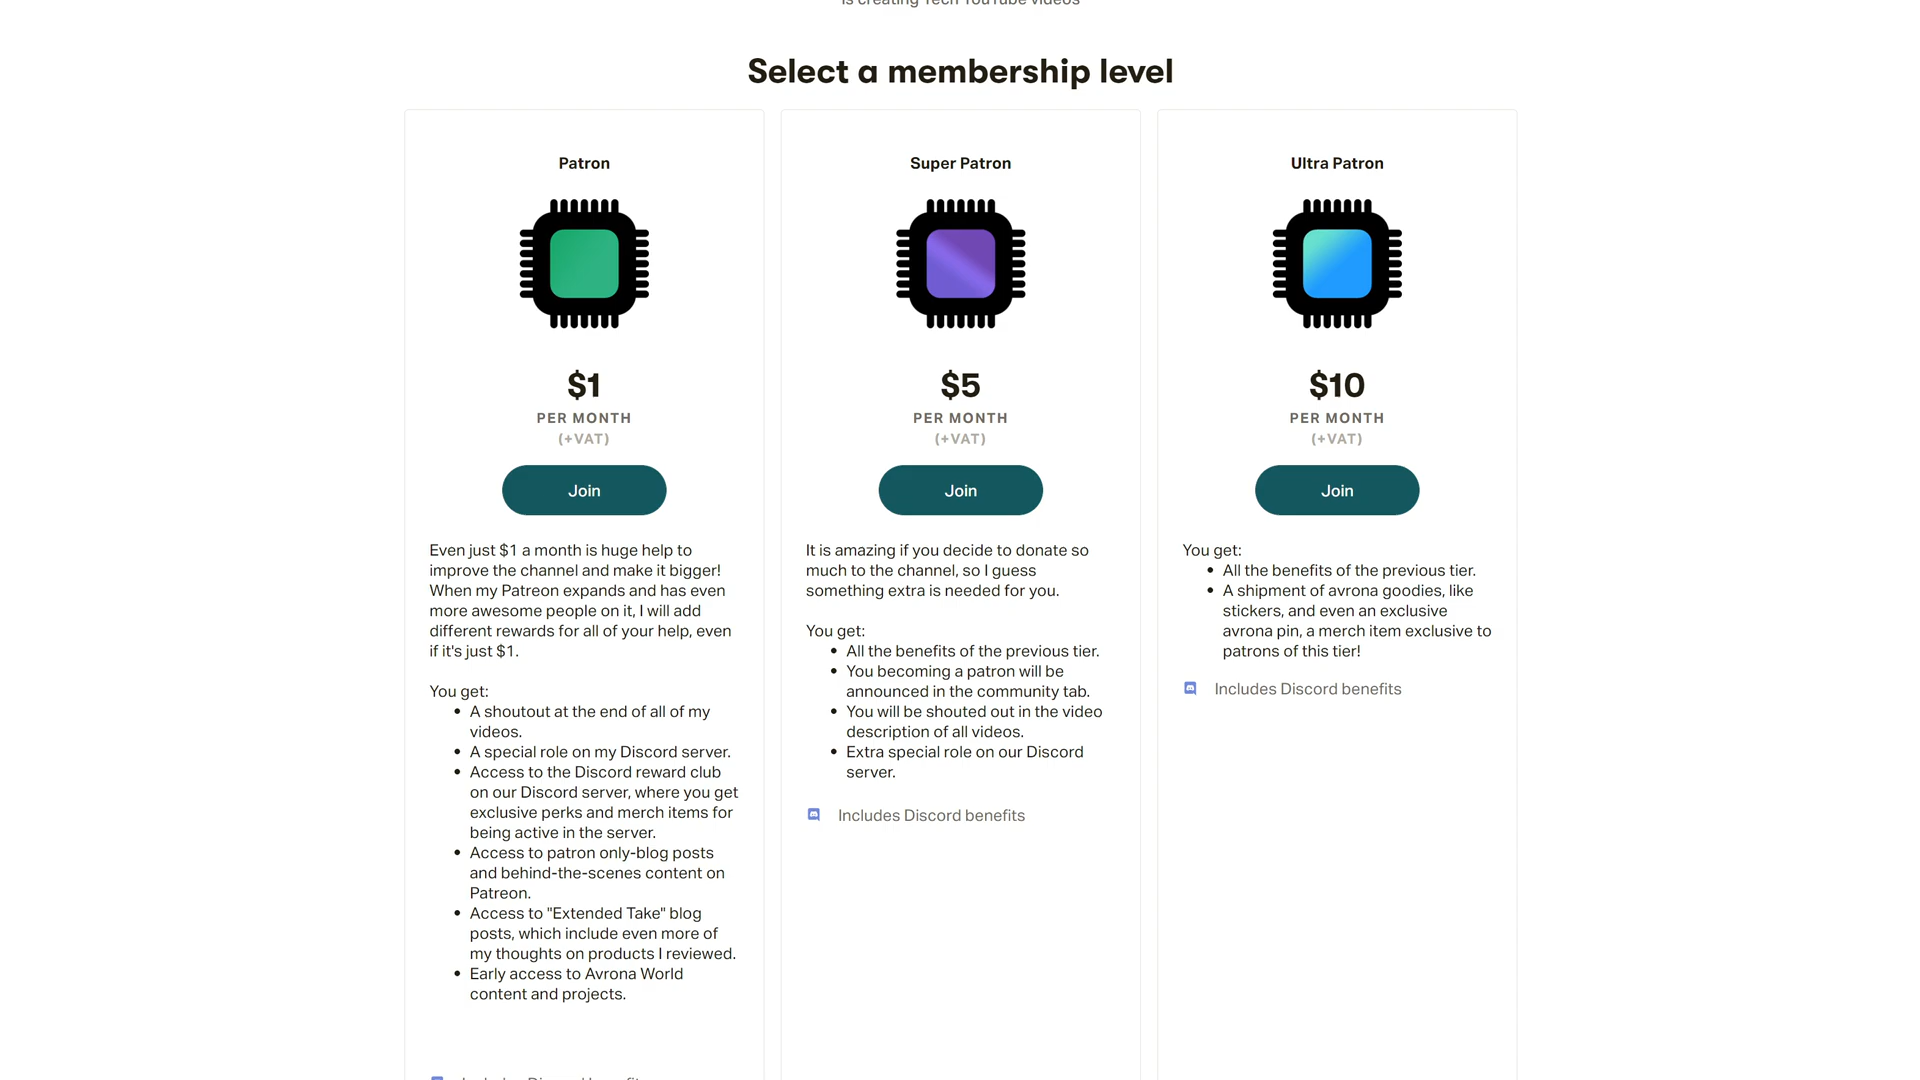 is creating Tech YouTube videos
Select a membership level
Patron
$1
PER MONTH
(+VAT)
Join
Even just $1 a month is huge help to
improve the channel and make it bigger!
When my Patreon expands and has even
more awesome people on it, I will add
different rewards for all of your help, even
if it's just $1.
You get:
A shoutout at the end of all of my
videos.
A special role on my Discord server.
Access to the Discord reward club
on our Discord server, where you get
exclusive perks and merch items for
being active in the server.
Access to patron only-blog posts
and behind-the-scenes content on
Patreon.
Access to "Extended Take" blog
posts, which include even more of
my thoughts on products I reviewed.
Early access to Avrona World
content and projects.
Includes Discord benefits
Super Patron
$5
PER MONTH
(+VAT)
Join
It is amazing if you decide to donate so
much to the channel, so I guess
something extra is needed for you.
You get:
All the benefits of the previous tier.
You becoming a patron will be
announced in the community tab.
You will be shouted out in the video
description of all videos.
Extra special role on our Discord
server.
Includes Discord benefits
Ultra Patron
$10
PER MONTH
(+VAT)
Join
You get:
All the benefits of the previous tier.
A shipment of avrona goodies, like
stickers, and even an exclusive
avrona pin, a merch item exclusive to
patrons of this tier!
Includes Discord benefits